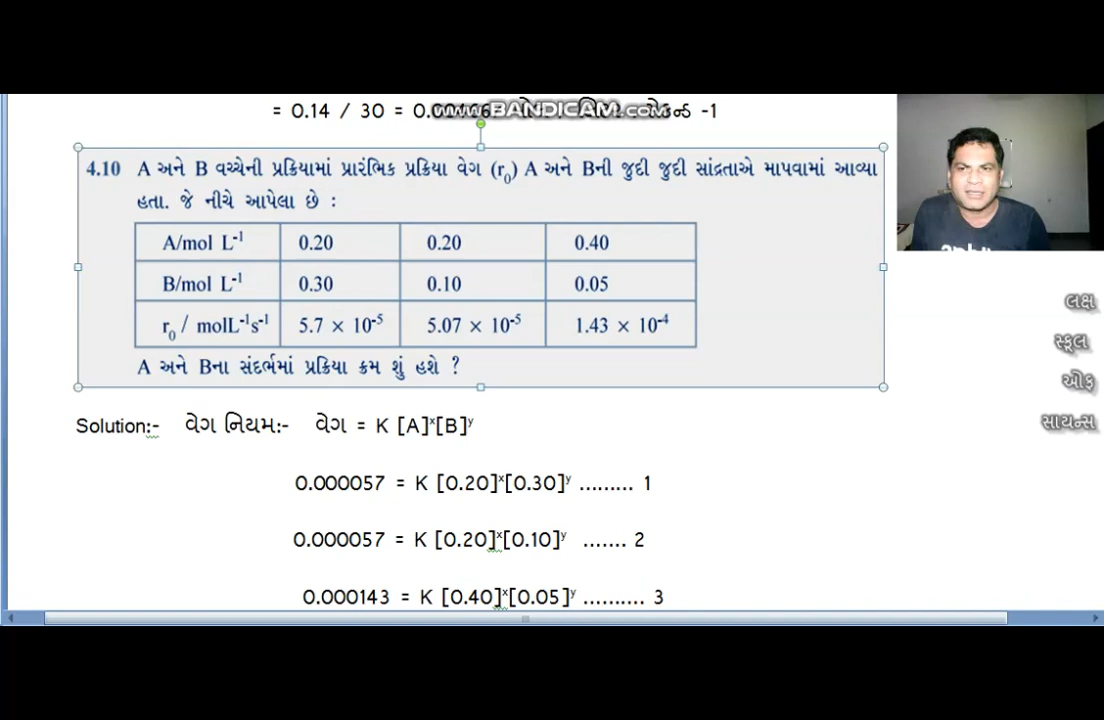 = 0.14 / 30 = -1
www.BANDICAM.com
4.10 A અને B વચ્ચેની પ્રક્રિયામાં પ્રારંભિક પ્રક્રિયા વેગ (r₀) A અને Bની જુદી જુદી સાંદ્રતાએ માપવામાં આવ્યા
હતા. જે નીચે આપેલા છે :
A/mol L⁻¹ 0.20 0.20 0.40
B/mol L⁻¹ 0.30 0.10 0.05
r₀ / molL⁻¹s⁻¹ 5.7 × 10⁻⁵ 5.07 × 10⁻⁵ 1.43 × 10⁻⁴
A અને Bના સંદર્ભમાં પ્રક્રિયા ક્રમ શું હશે ?
Solution:- વેગ નિયમ:- વેગ = K [A]ˣ[B]ʸ
0.000057 = K [0.20]ˣ[0.30]ʸ ......... 1
0.000057 = K [0.20]ˣ[0.10]ʸ ....... 2
0.000143 = K [0.40]ˣ[0.05]ʸ .......... 3
લક્ષ
સ્કૂલ
ઓફ
સાયન્સ